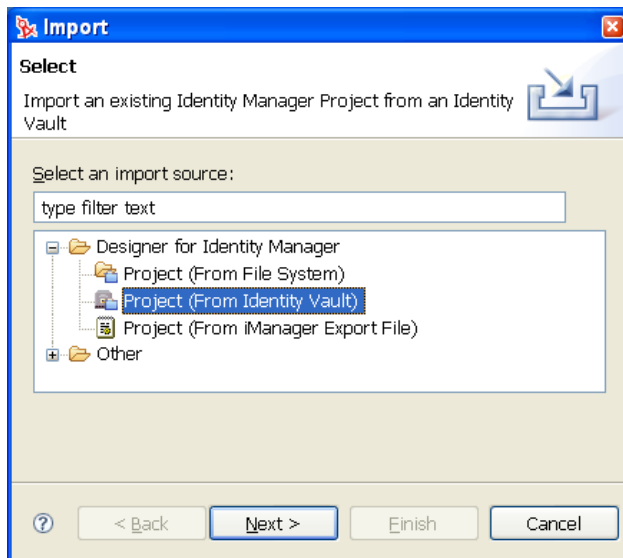 Import
Select
Import an existing Identity Manager Project from an Identity
Vault
Select an import source:
type filter text
Designer for Identity Manager
Project (From File System)
Project (From Identity Vault)
Project (From iManager Export File)
Other
< Back
Next >
Finish
Cancel